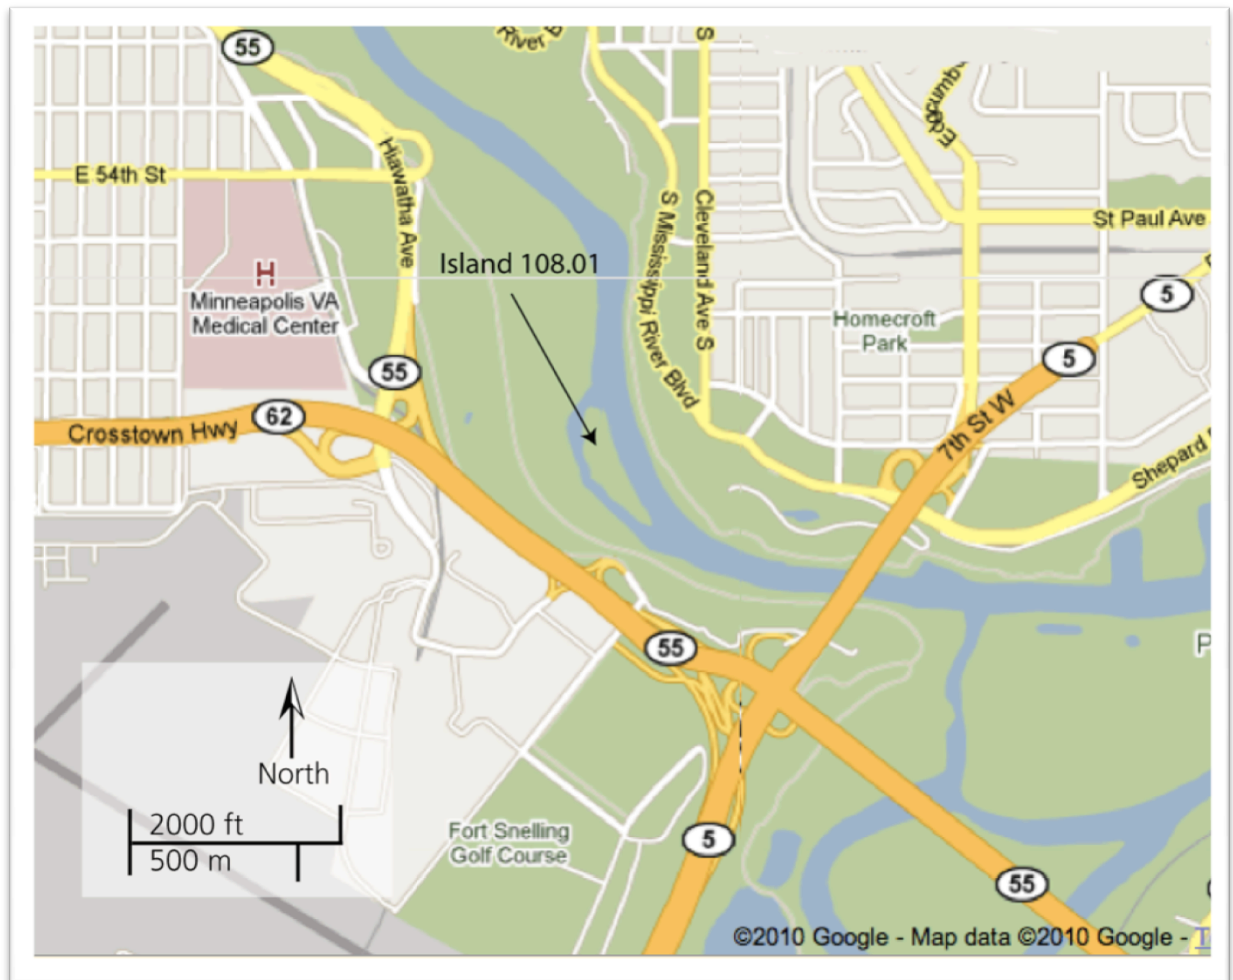 55
River B
S
Edgcumb
E 54th St
Hiawatha Ave
S Mississippi River Blvd
Cleveland Ave S
St Paul Ave
Island 108.01
H
Minneapolis VA
Medical Center
5
Homecroft
Park
55
5
62
Crosstown Hwy
7th St W
Shepard
55
P
North
2000 ft
500 m
Fort Snelling
Golf Course
5
55
©2010 Google - Map data ©2010 Google -